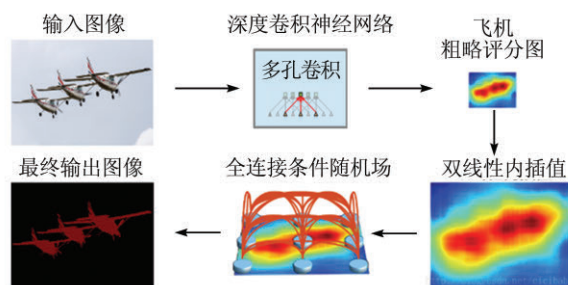 输入图像
深度卷积神经网络
多孔卷积
飞机
粗略评分图
双线性内插值
全连接条件随机场
最终输出图像